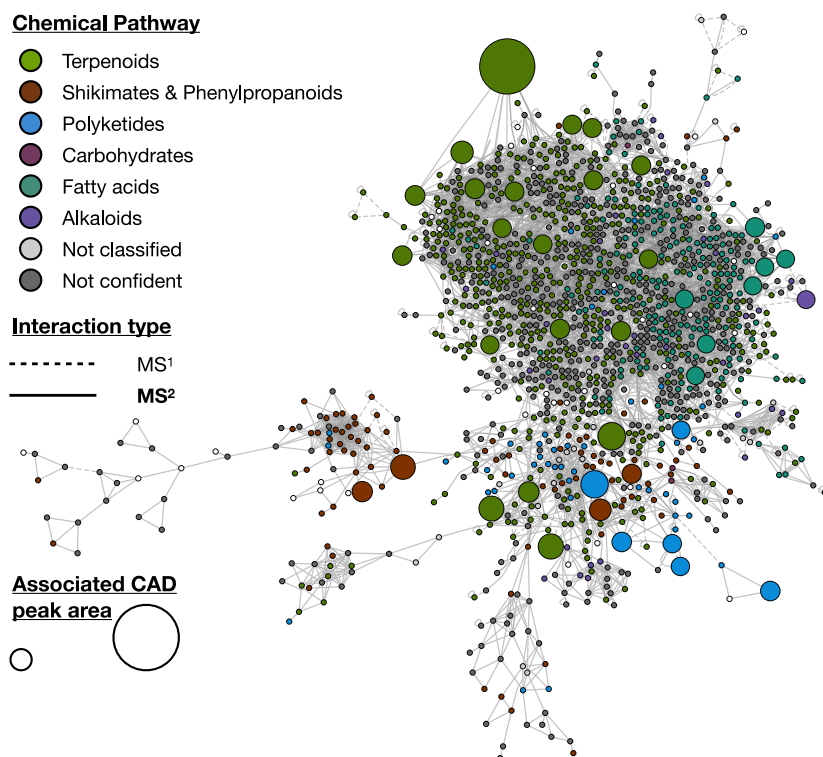 Chemical Pathway
Terpenoids
Shikimates & Phenylpropanoids
Polyketides
Carbohydrates
Fatty acids
Alkaloids
Not classified
Not confident
Interaction type
MS¹
MS²
Associated CAD
peak area